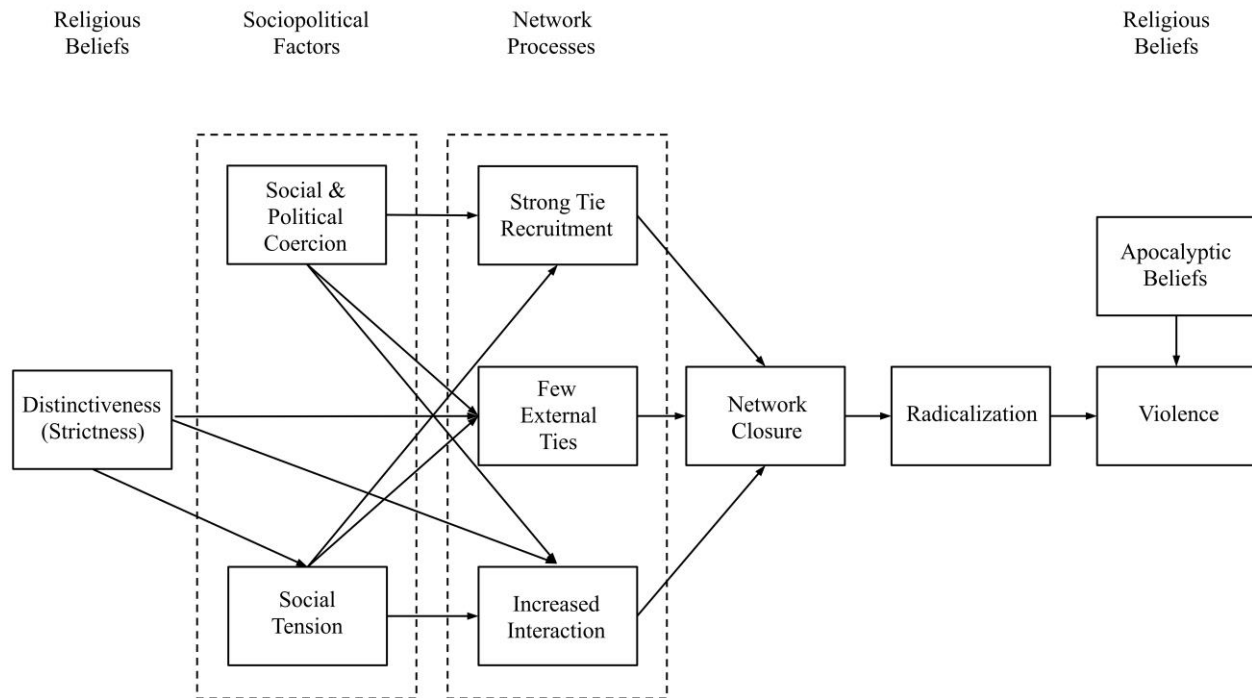 Religious
Beliefs
Sociopolitical
Factors
Network
Processes
Religious
Beliefs
Social &
Political
Coercion
Strong Tie
Recruitment
Apocalyptic
Beliefs
Distinctiveness
(Strictness)
Few
External
Ties
Network
Closure
Radicalization
Violence
Social
Tension
Increased
Interaction